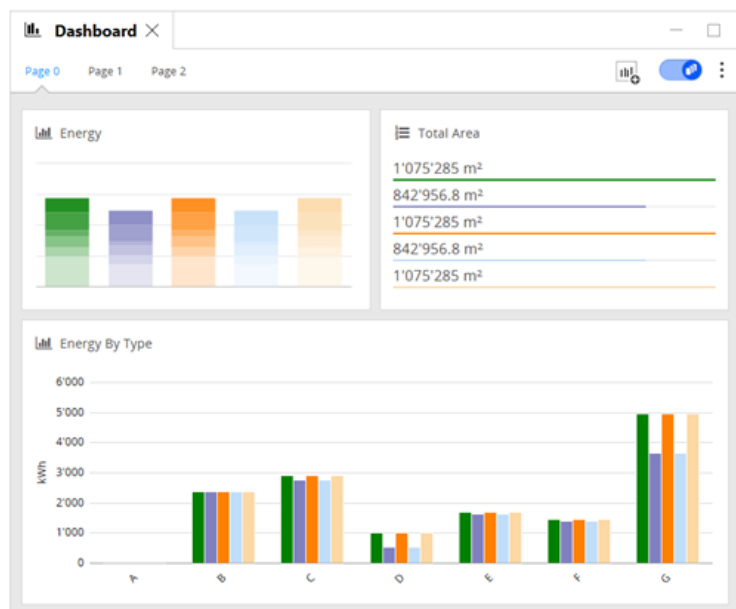 Dashboard
Page 0 Page 1 Page 2
Energy
Total Area
1'075'285 m²
842'956.8 m²
1'075'285 m²
842'956.8 m²
1'075'285 m²
Energy By Type
6'000
5'000
4'000
3'000
2'000
1'000
0
kWh
A B C D E F G